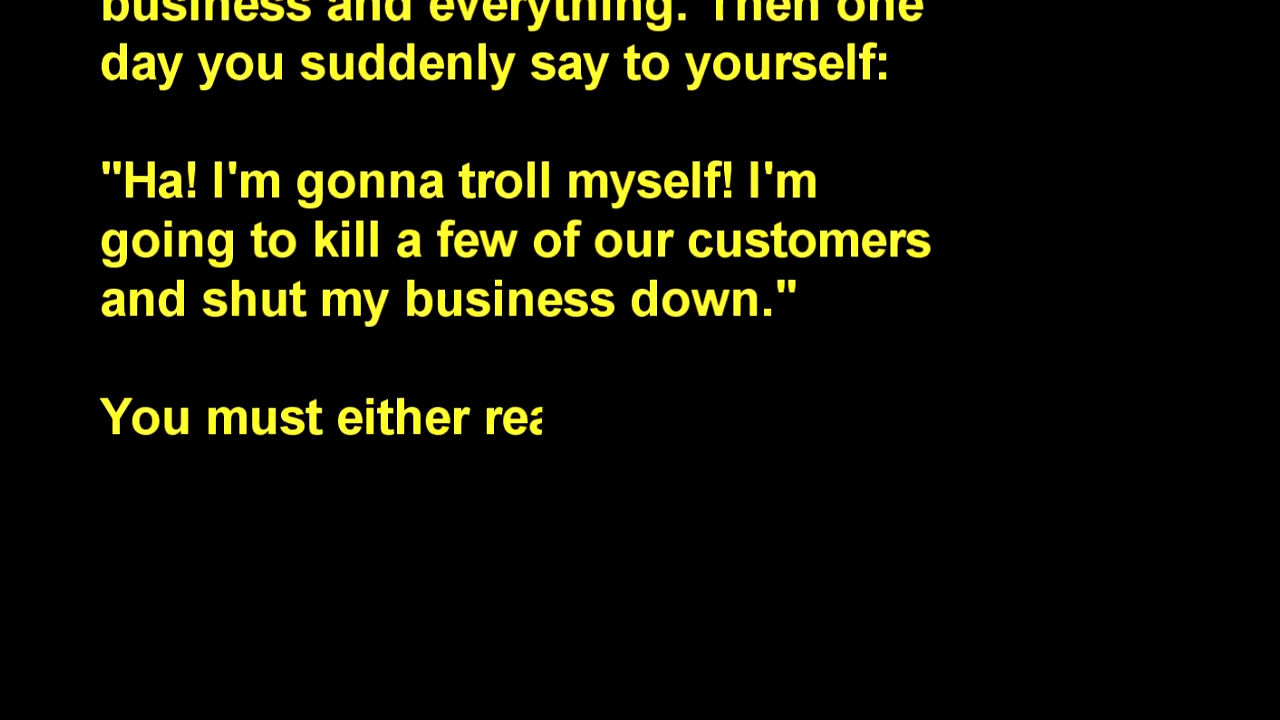 business and everything. Then one
day you suddenly say to yourself:
"Ha! I'm gonna troll myself! I'm
going to kill a few of our customers
and shut my business down."
You must either rea